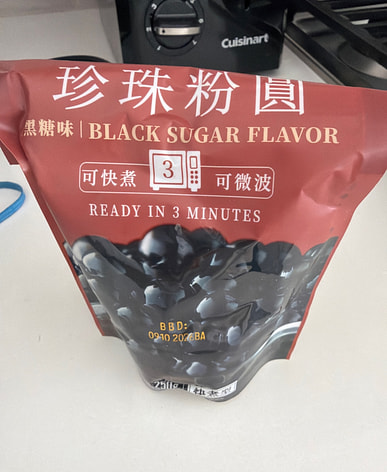 Cuisinart
珍珠粉圓
黑糖味 | BLACK SUGAR FLAVOR
可快煮 3 可微波
READY IN 3 MINUTES
BBD:
250g